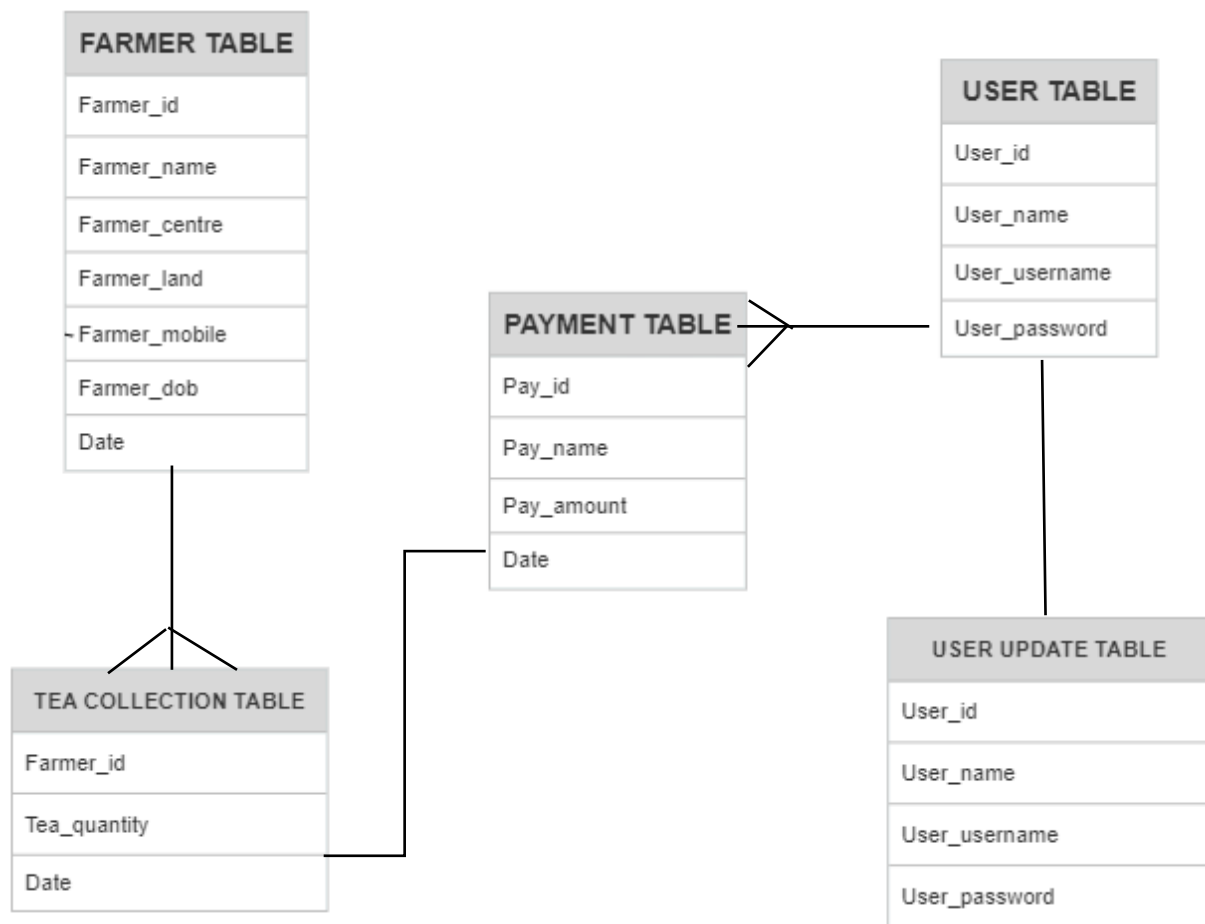 FARMER TABLE
Farmer_id
Farmer_name
Farmer_centre
Farmer_land
Farmer_mobile
Farmer_dob
Date
USER TABLE
User_id
User_name
User_username
User_password
PAYMENT TABLE
Pay_id
Pay_name
Pay_amount
Date
TEA COLLECTION TABLE
Farmer_id
Tea_quantity
Date
USER UPDATE TABLE
User_id
User_name
User_username
User_password